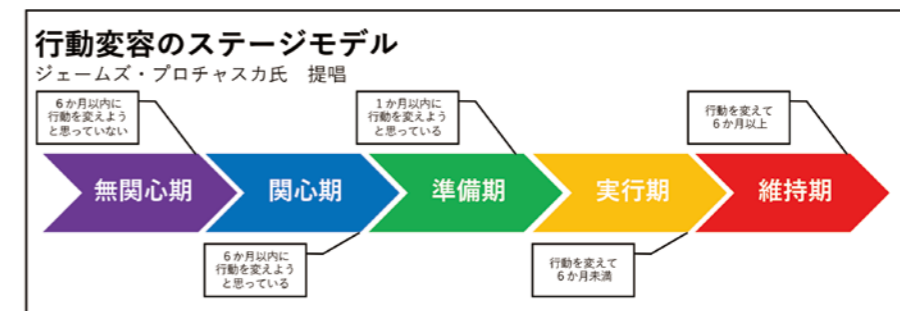 行動変容のステージモデル
ジェームズ・プロチャスカ氏　提唱
6か月以内に
行動を変えよう
と思っていない
1か月以内に
行動を変えよう
と思っている
行動を変えて
6か月以上
無関心期
関心期
準備期
実行期
維持期
6か月以内に
行動を変えよう
と思っている
行動を変えて
6か月未満